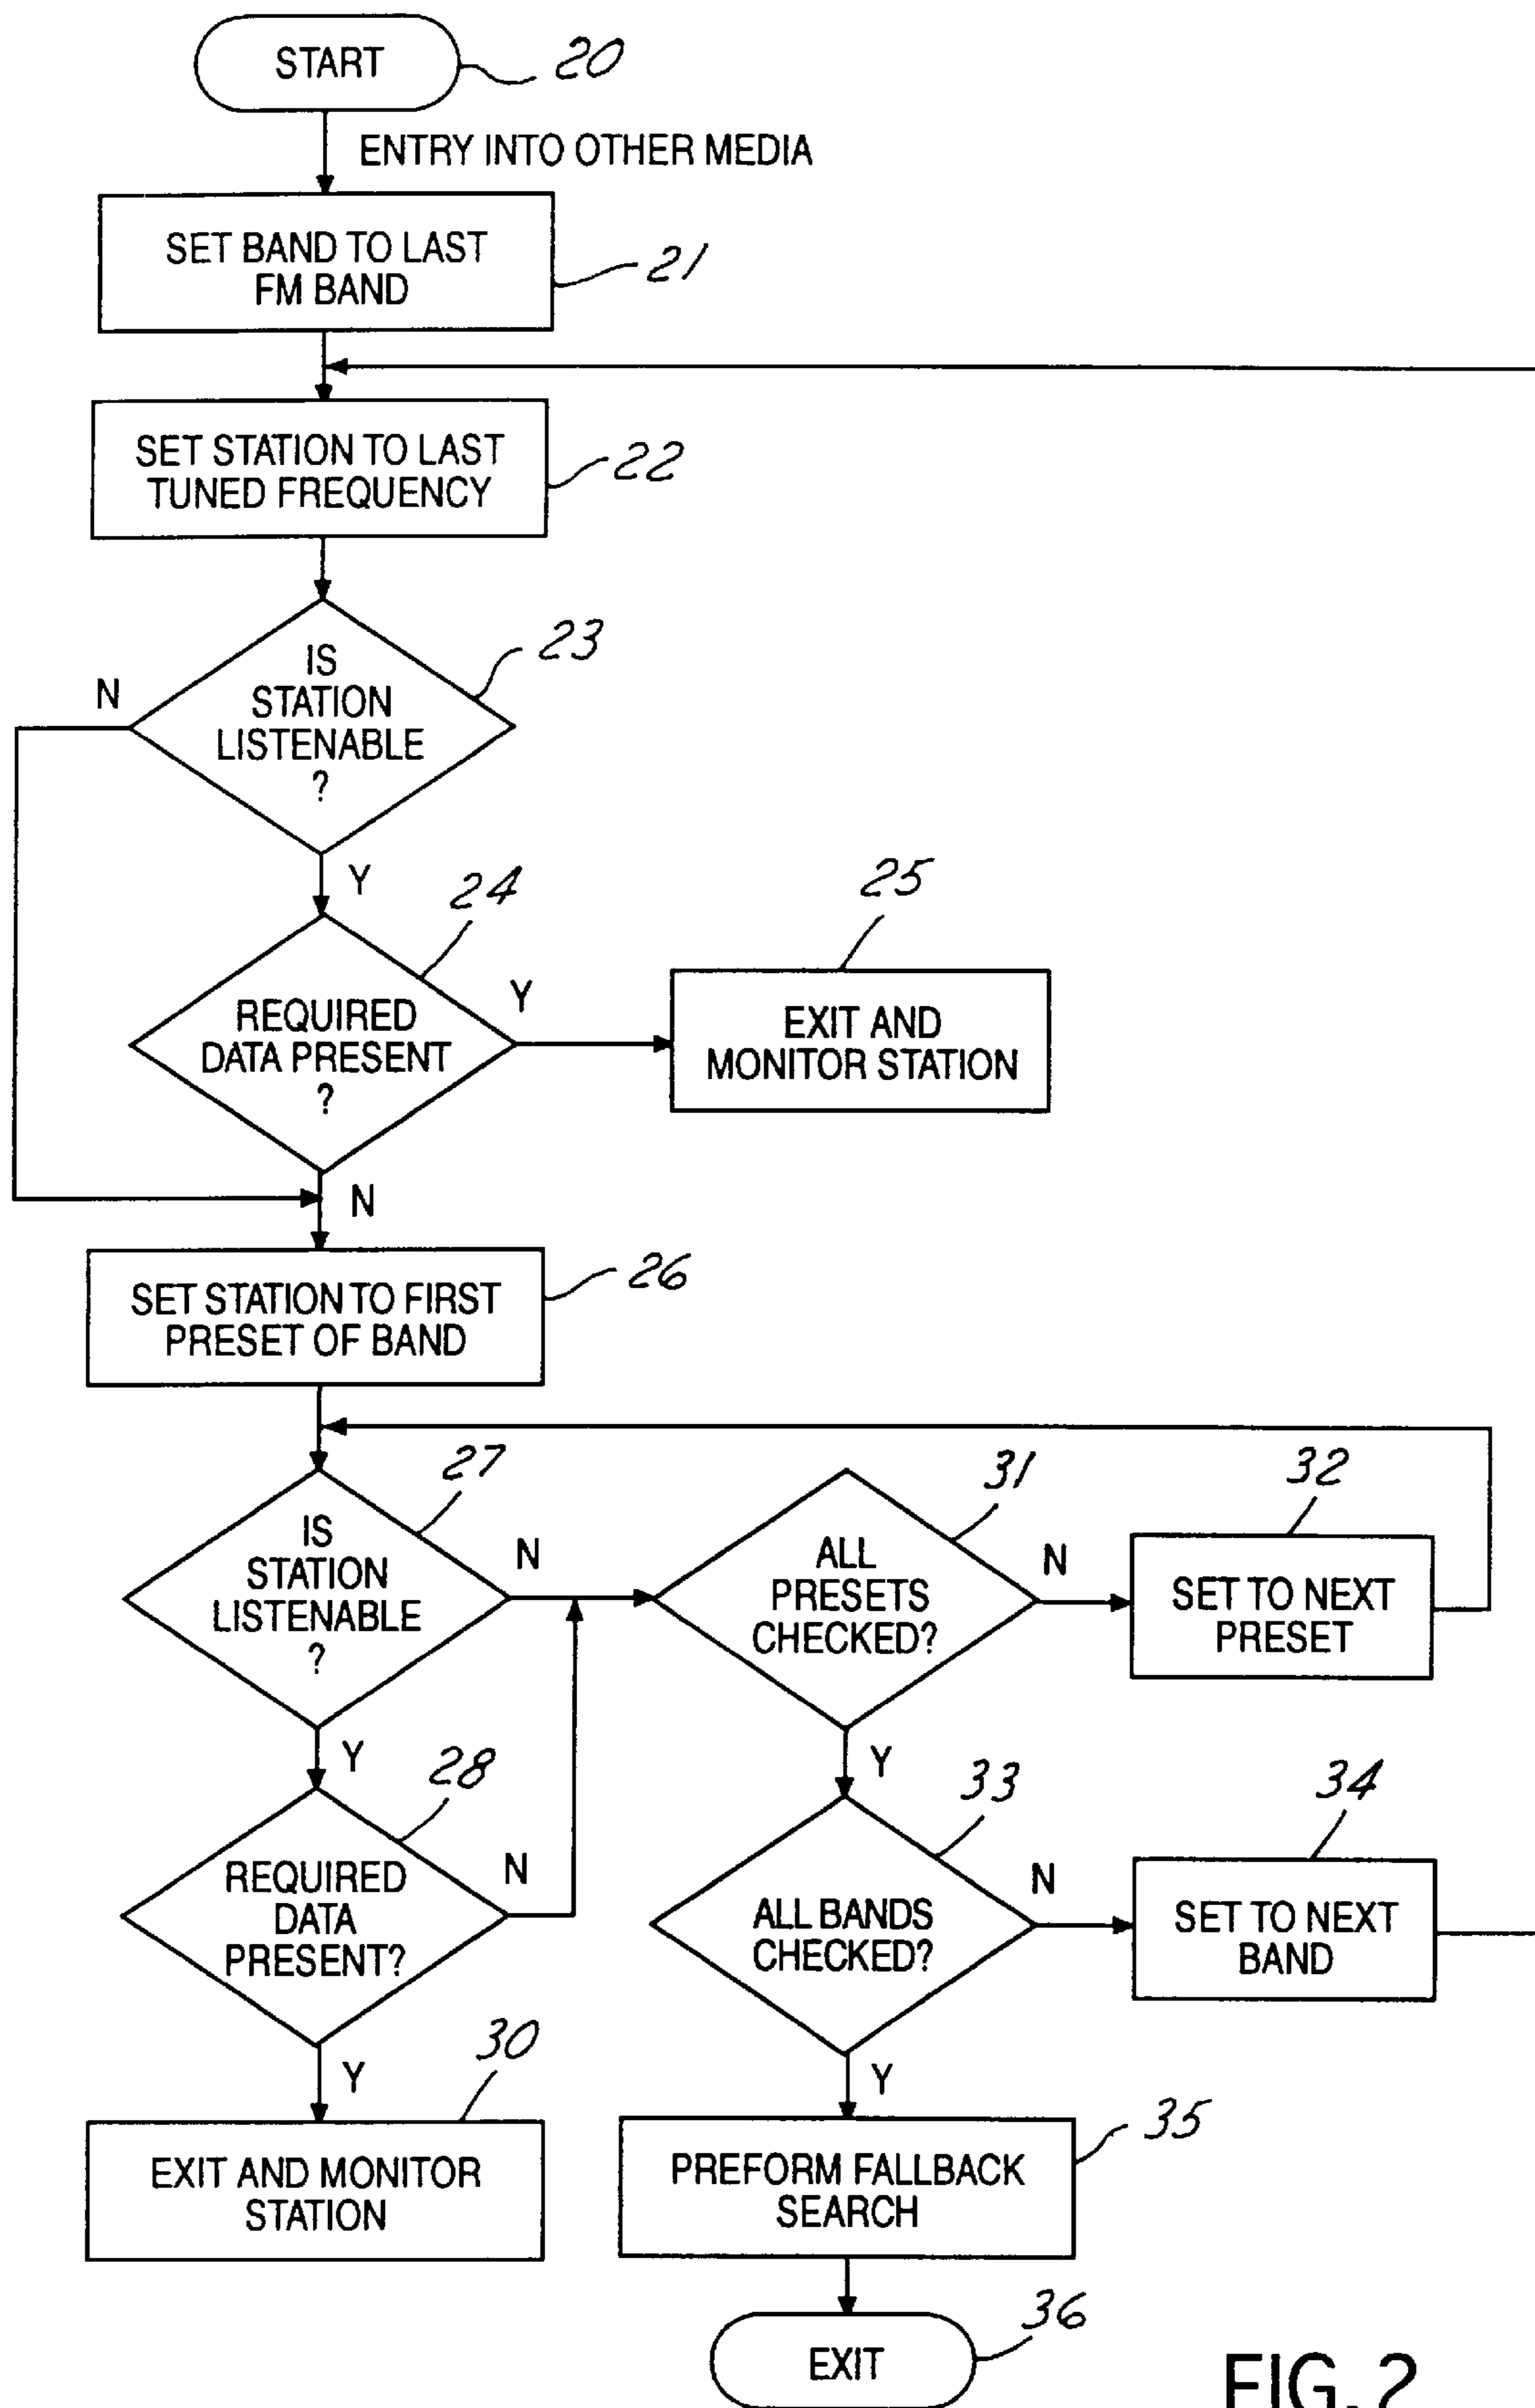 START
20
ENTRY INTO OTHER MEDIA
SET BAND TO LAST
FM BAND
21
SET STATION TO LAST
TUNED FREQUENCY
22
IS
STATION
LISTENABLE
?
23
N
Y
24
REQUIRED
DATA PRESENT
?
Y
25
EXIT AND
MONITOR STATION
N
SET STATION TO FIRST
PRESET OF BAND
26
IS
STATION
LISTENABLE
?
27
N
ALL
PRESETS
CHECKED?
31
N
32
SET TO NEXT
PRESET
Y
28
REQUIRED
DATA
PRESENT?
N
Y
33
ALL BANDS
CHECKED?
N
34
SET TO NEXT
BAND
Y
30
EXIT AND MONITOR
STATION
Y
PREFORM FALLBACK
SEARCH
35
EXIT
36
FIG. 2